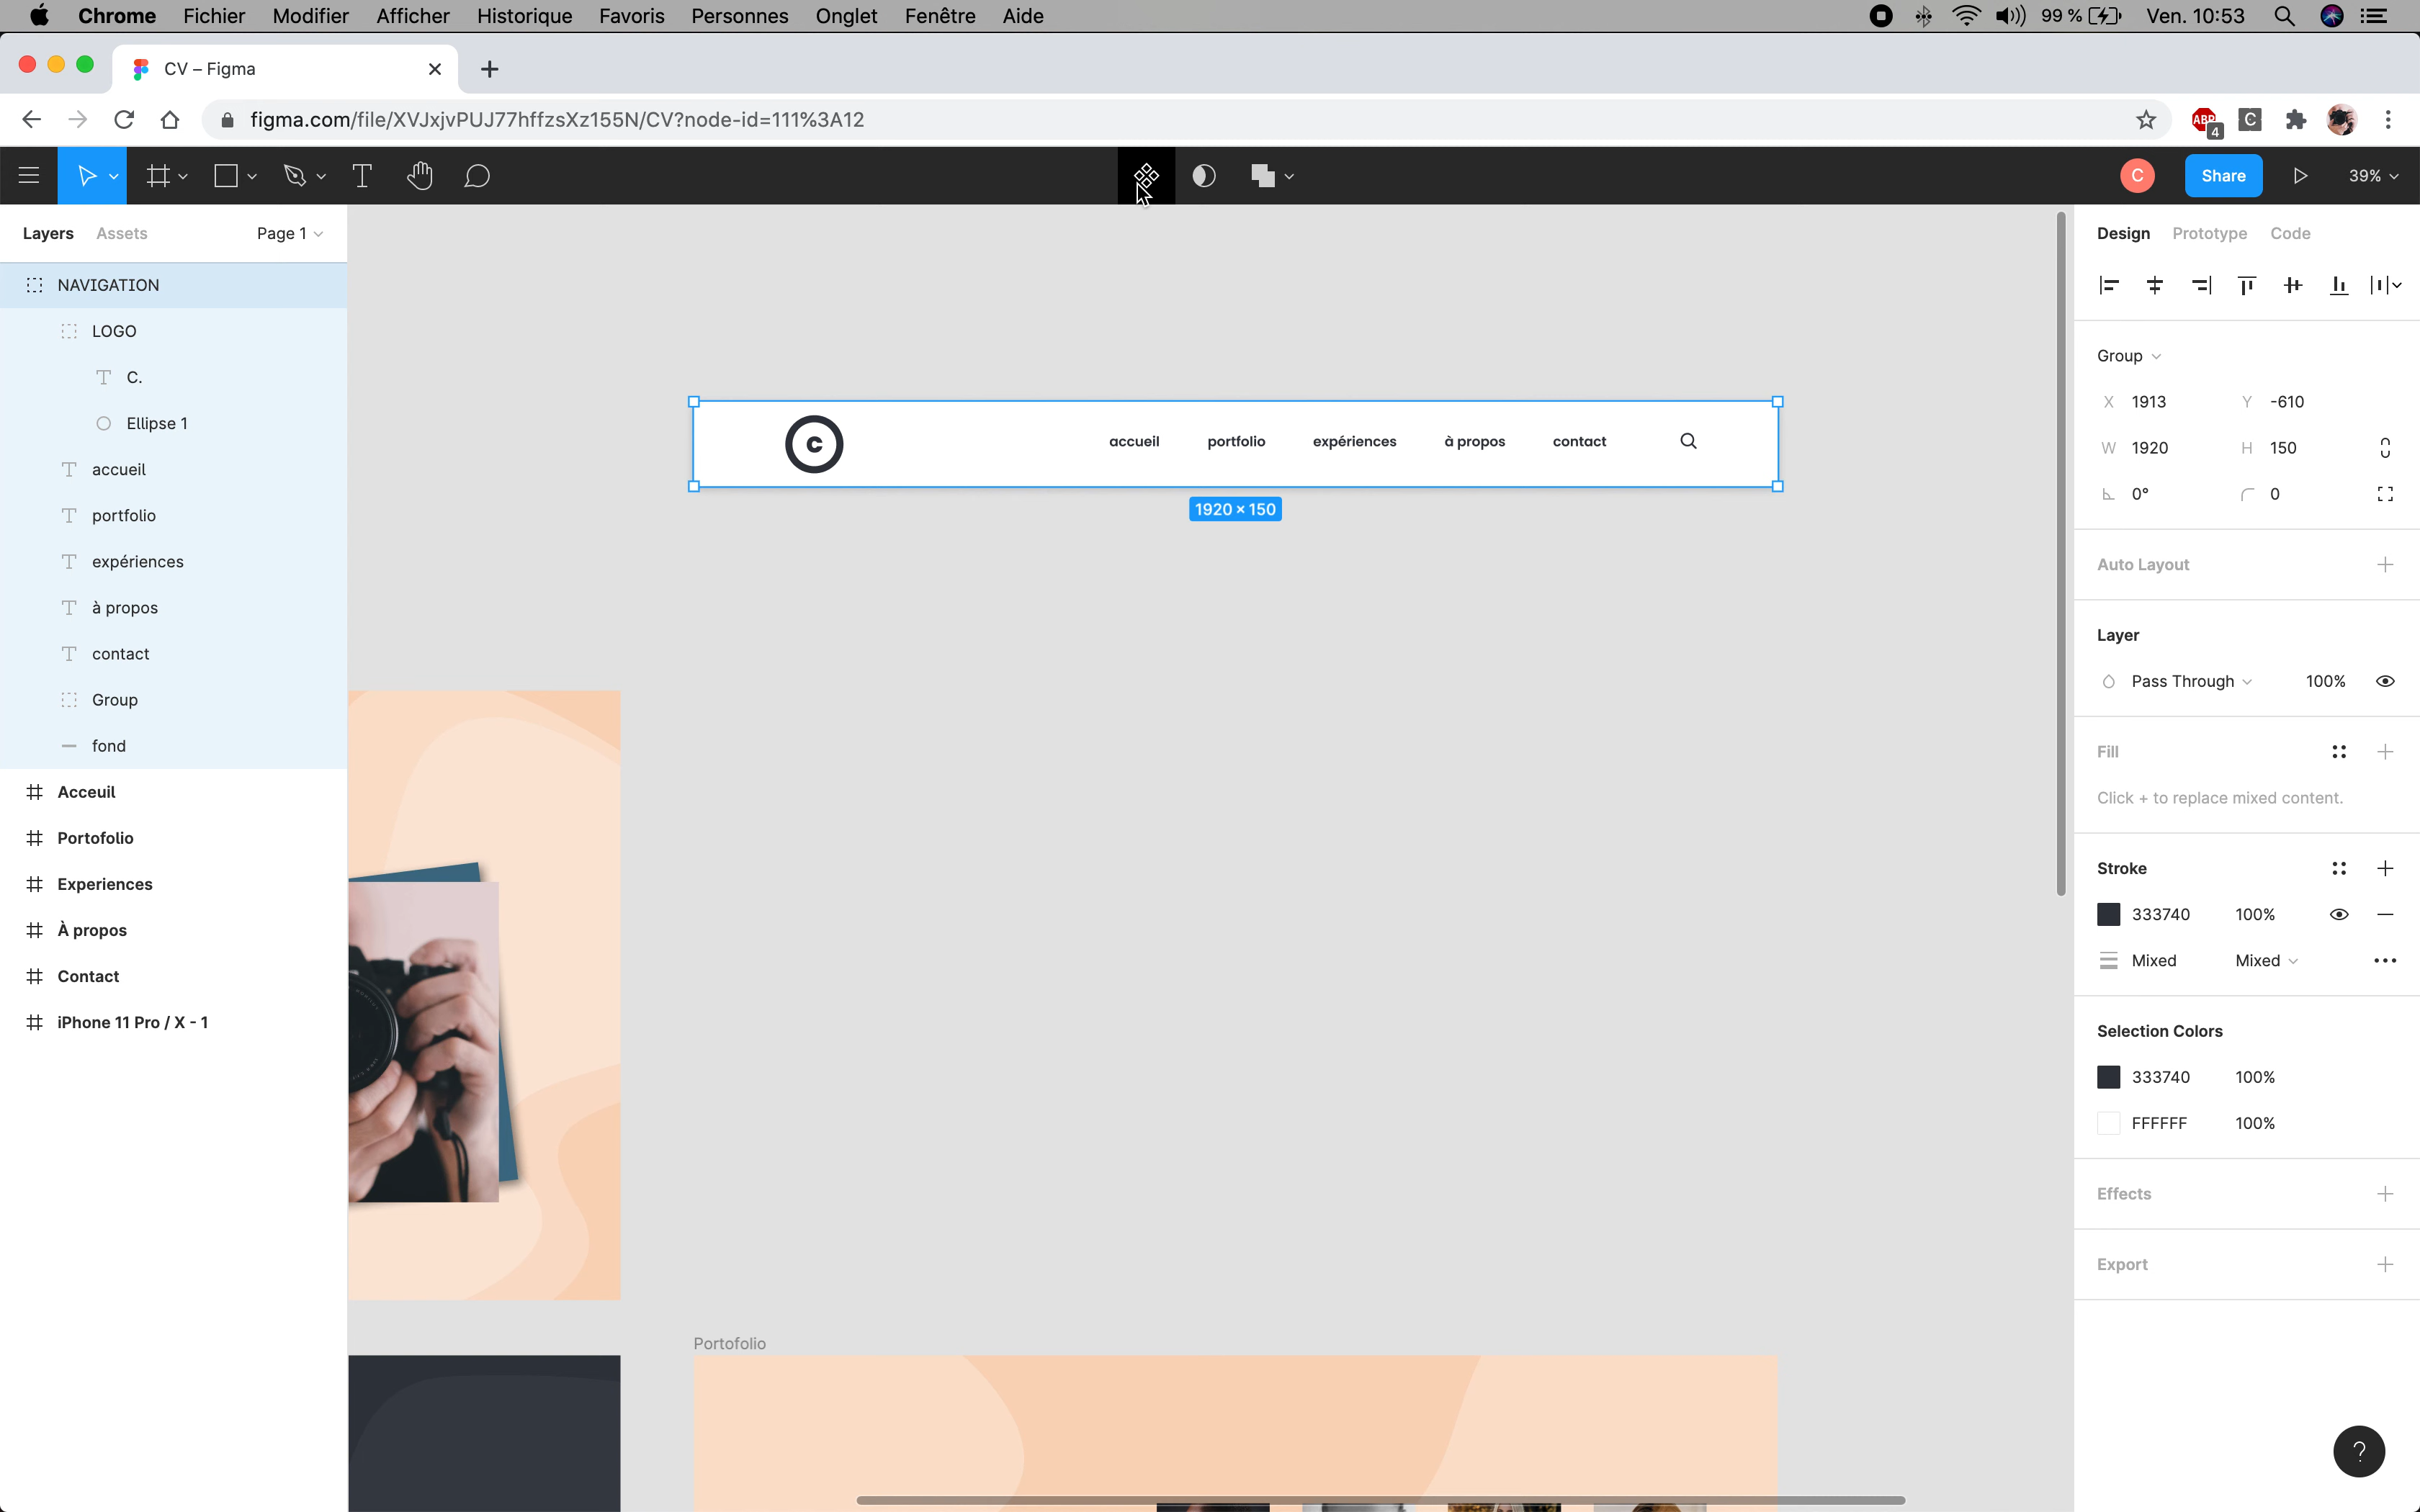 Chrome Fichier Modifier Afficher Historique Favoris Personnes Onglet Fenêtre Aide 99 % Ven. 10:53
CV – Figma
figma.com/file/XVJxjvPUJ77hffzsXz155N/CV?node-id=111%3A12 ABP 4 C
C Share 39%
Layers Assets Page 1
NAVIGATION
LOGO
C.
Ellipse 1
accueil
portfolio
expériences
à propos
contact
Group
fond
Acceuil
Portofolio
Experiences
À propos
Contact
iPhone 11 Pro / X - 1
C accueil portfolio expériences à propos contact
1920 × 150
Portofolio
Design Prototype Code
Group
X 1913 Y -610
W 1920 H 150
0° 0
Auto Layout
Layer
Pass Through 100%
Fill
Click + to replace mixed content.
Stroke
333740 100%
Mixed Mixed
Selection Colors
333740 100%
FFFFFF 100%
Effects
Export
?